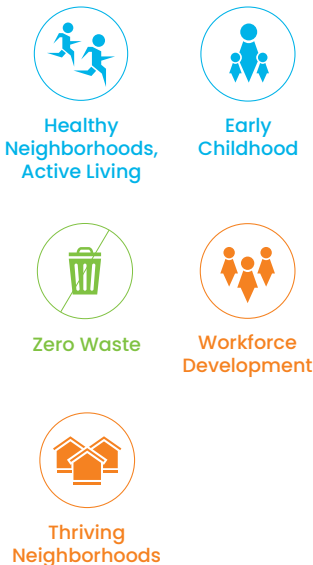 Healthy
Neighborhoods,
Active Living
Early
Childhood
Zero Waste
Workforce
Development
Thriving
Neighborhoods